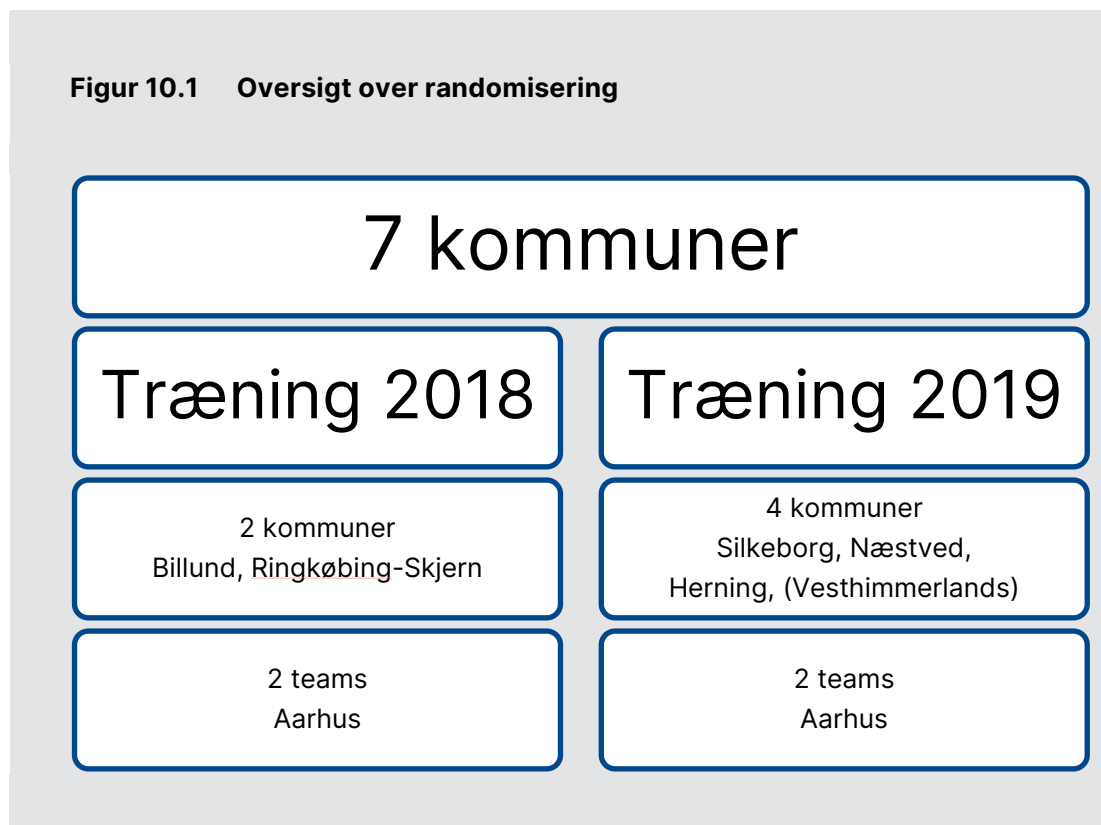 Figur 10.1 Oversigt over randomisering
7 kommuner
Træning 2018
Træning 2019
2 kommuner
Billund, Ringkøbing-Skjern
4 kommuner
Silkeborg, Næstved,
Herning, (Vesthimmerlands)
2 teams
Aarhus
2 teams
Aarhus